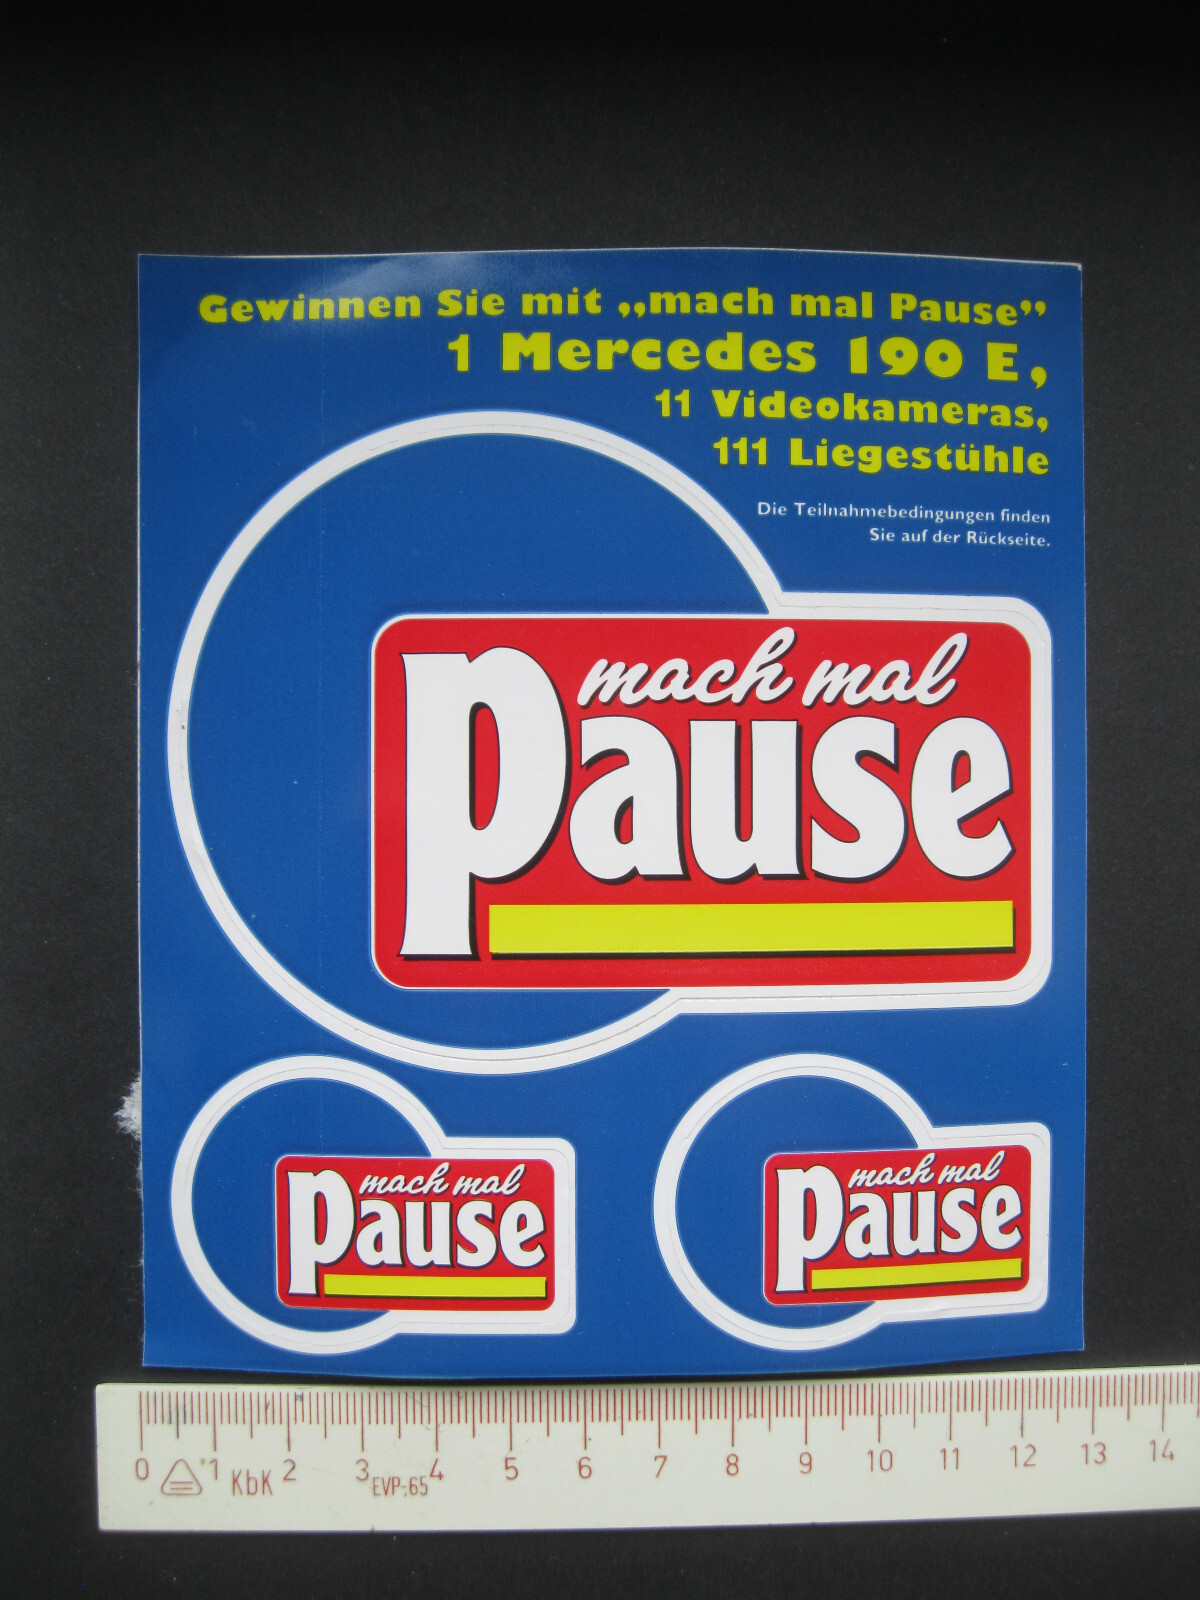 Gewinnen Sie mit „mach mal Pause”
1 Mercedes 190 E,
11 Videokameras,
111 Liegestühle
Die Teilnahmebedingungen finden
Sie auf der Rückseite.
mach mal
Pause
mach mal
Pause
mach mal
Pause
0 1 2 3 4 5 6 7 8 9 10 11 12 13 14
KbK EVP-,65